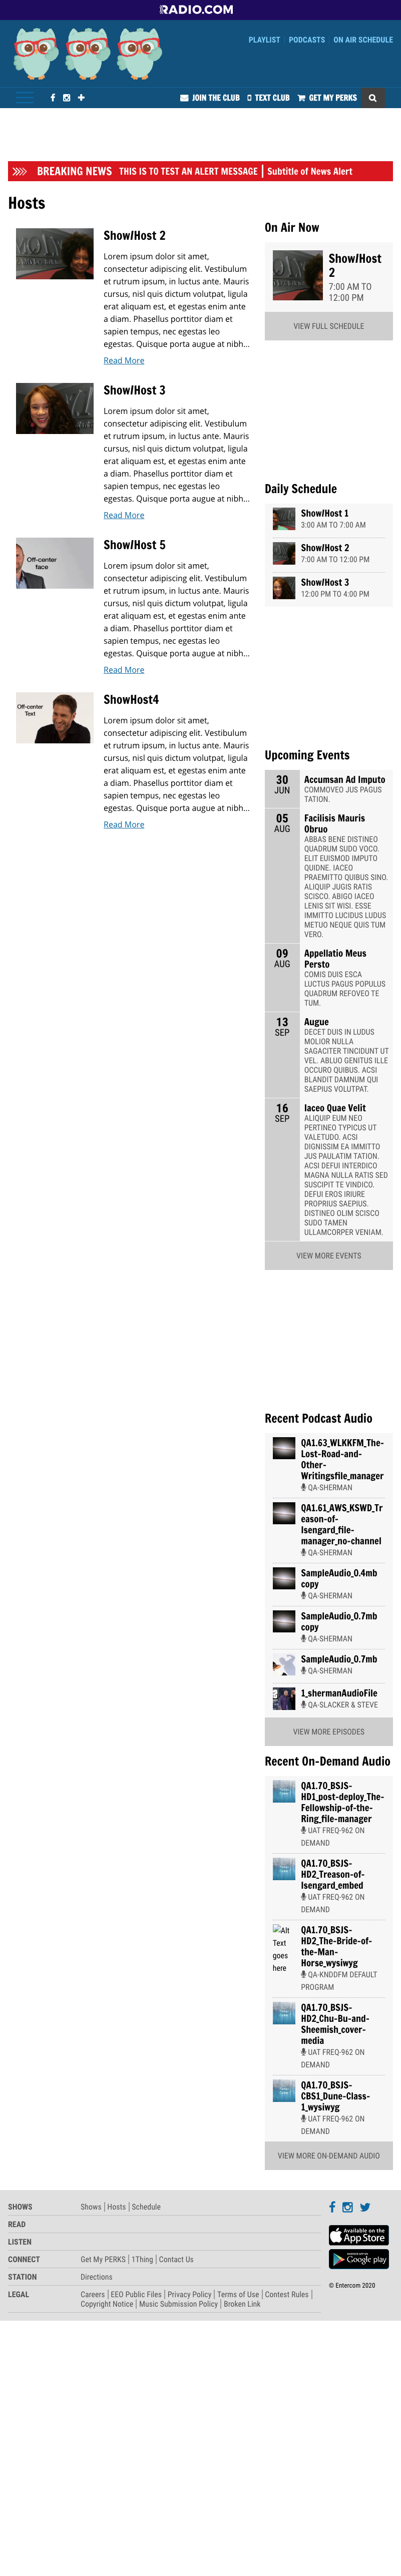 RADIO.COM
PLAYLIST
PODCASTS
ON AIR SCHEDULE
JOIN THE CLUB
TEXT CLUB
GET MY PERKS
BREAKING NEWS
THIS IS TO TEST AN ALERT MESSAGE | Subtitle of News Alert
Hosts
Show/Host 2
Lorem ipsum dolor sit amet,
consectetur adipiscing elit. Vestibulum
et rutrum ipsum, in luctus ante. Mauris
cursus, nisl quis dictum volutpat, ligula
erat aliquam est, et egestas enim ante
a diam. Phasellus porttitor diam et
sapien tempus, nec egestas leo
egestas. Quisque porta augue at nibh...
Read More
Show/Host 3
Lorem ipsum dolor sit amet,
consectetur adipiscing elit. Vestibulum
et rutrum ipsum, in luctus ante. Mauris
cursus, nisl quis dictum volutpat, ligula
erat aliquam est, et egestas enim ante
a diam. Phasellus porttitor diam et
sapien tempus, nec egestas leo
egestas. Quisque porta augue at nibh...
Read More
Off-center
face
Show/Host 5
Lorem ipsum dolor sit amet,
consectetur adipiscing elit. Vestibulum
et rutrum ipsum, in luctus ante. Mauris
cursus, nisl quis dictum volutpat, ligula
erat aliquam est, et egestas enim ante
a diam. Phasellus porttitor diam et
sapien tempus, nec egestas leo
egestas. Quisque porta augue at nibh...
Read More
Off-center
Text
ShowHost4
Lorem ipsum dolor sit amet,
consectetur adipiscing elit. Vestibulum
et rutrum ipsum, in luctus ante. Mauris
cursus, nisl quis dictum volutpat, ligula
erat aliquam est, et egestas enim ante
a diam. Phasellus porttitor diam et
sapien tempus, nec egestas leo
egestas. Quisque porta augue at nibh...
Read More
On Air Now
Show/Host
2
7:00 AM TO
12:00 PM
VIEW FULL SCHEDULE
Daily Schedule
Show/Host 1
3:00 AM TO 7:00 AM
Show/Host 2
7:00 AM TO 12:00 PM
Show/Host 3
12:00 PM TO 4:00 PM
Upcoming Events
30
JUN
Accumsan Ad Imputo
COMMOVEO JUS PAGUS
TATION.
05
AUG
Facilisis Mauris
Obruo
ABBAS BENE DISTINEO
QUADRUM SUDO VOCO.
ELIT EUISMOD IMPUTO
QUIDNE. IACEO
PRAEMITTO QUIBUS SINO.
ALIQUIP JUGIS RATIS
SCISCO. ABIGO IACEO
LENIS SIT WISI. ESSE
IMMITTO LUCIDUS LUDUS
METUO NEQUE QUIS TUM
VERO.
09
AUG
Appellatio Meus
Persto
COMIS DUIS ESCA
LUCTUS PAGUS POPULUS
QUADRUM REFOVEO TE
TUM.
13
SEP
Augue
DECET DUIS IN LUDUS
MOLIOR NULLA
SAGACITER TINCIDUNT UT
VEL. ABLUO GENITUS ILLE
OCCURO QUIBUS. ACSI
BLANDIT DAMNUM QUI
SAEPIUS VOLUTPAT.
16
SEP
Iaceo Quae Velit
ALIQUIP EUM NEO
PERTINEO TYPICUS UT
VALETUDO. ACSI
DIGNISSIM EA IMMITTO
JUS PAULATIM TATION.
ACSI DEFUI INTERDICO
MAGNA NULLA RATIS SED
SUSCIPIT TE VINDICO.
DEFUI EROS IRIURE
PROPRIUS SAEPIUS.
DISTINEO OLIM SCISCO
SUDO TAMEN
ULLAMCORPER VENIAM.
VIEW MORE EVENTS
Recent Podcast Audio
QA1.63_WLKKFM_The-
Lost-Road-and-
Other-
Writingsfile_manager
QA-SHERMAN
QA1.61_AWS_KSWD_Tr
eason-of-
Isengard_file-
manager_no-channel
QA-SHERMAN
SampleAudio_0.4mb
copy
QA-SHERMAN
SampleAudio_0.7mb
copy
QA-SHERMAN
SampleAudio_0.7mb
QA-SHERMAN
1_shermanAudioFile
QA-SLACKER & STEVE
VIEW MORE EPISODES
Recent On-Demand Audio
QA1.70_BSJS-
HD1_post-deploy_The-
Fellowship-of-the-
Ring_file-manager
UAT FREQ-962 ON
DEMAND
QA1.70_BSJS-
HD2_Treason-of-
Isengard_embed
UAT FREQ-962 ON
DEMAND
Alt
Text
goes
here
QA1.70_BSJS-
HD2_The-Bride-of-
the-Man-
Horse_wysiwyg
QA-KNDDFM DEFAULT
PROGRAM
QA1.70_BSJS-
HD2_Chu-Bu-and-
Sheemish_cover-
media
UAT FREQ-962 ON
DEMAND
QA1.70_BSJS-
CBS1_Dune-Class-
1_wysiwyg
UAT FREQ-962 ON
DEMAND
VIEW MORE ON-DEMAND AUDIO
SHOWS
Shows | Hosts | Schedule
READ
LISTEN
CONNECT
Get My PERKS | 1Thing | Contact Us
STATION
Directions
LEGAL
Careers | EEO Public Files | Privacy Policy | Terms of Use | Contest Rules |
Copyright Notice | Music Submission Policy | Broken Link
Available on the
App Store
ANDROID APP ON
Google play
© Entercom 2020